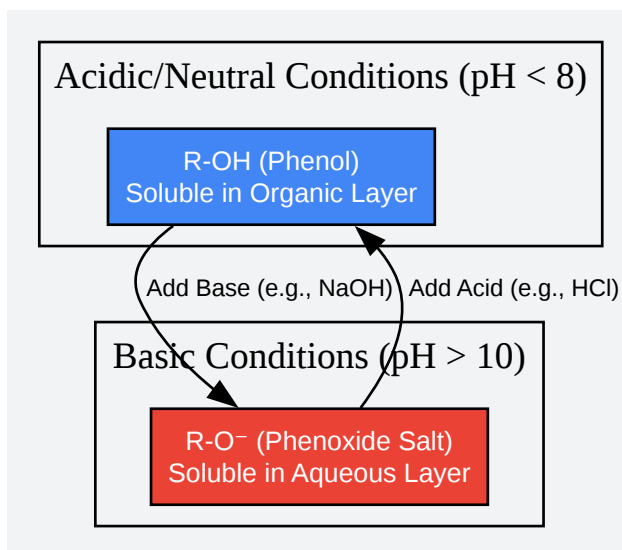 Acidic/Neutral Conditions (pH < 8)
R-OH (Phenol)
Soluble in Organic Layer
Add Base (e.g., NaOH)
Add Acid (e.g., HCl)
Basic Conditions (pH > 10)
R-O⁻ (Phenoxide Salt)
Soluble in Aqueous Layer